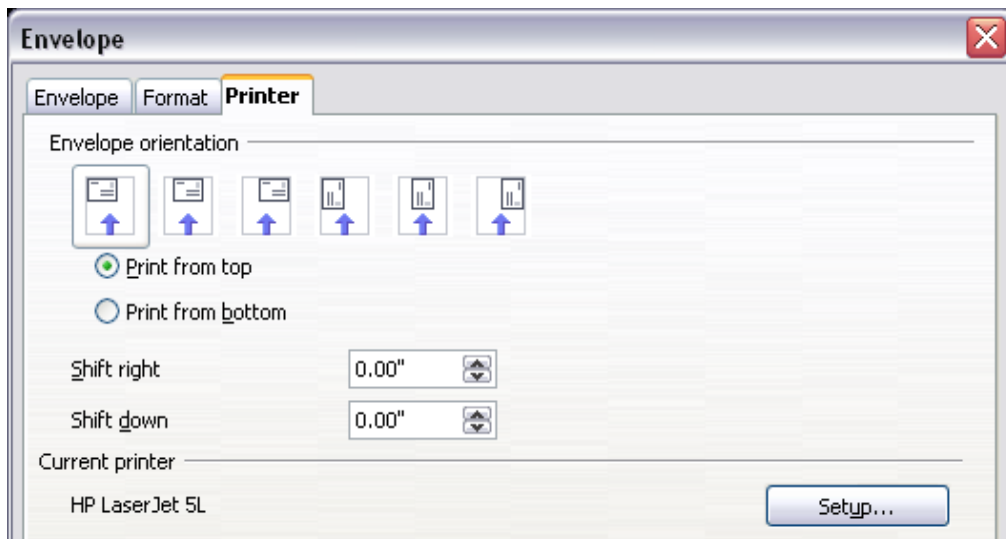 Envelope
Envelope Format Printer
Envelope orientation
Print from top
Print from bottom
Shift right 0.00"
Shift down 0.00"
Current printer
HP LaserJet 5L Setup...